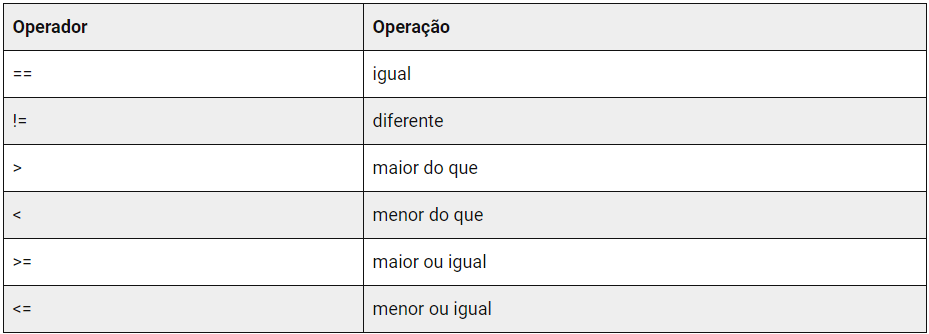 Operador Operação
== igual
!= diferente
> maior do que
< menor do que
>= maior ou igual
<= menor ou igual